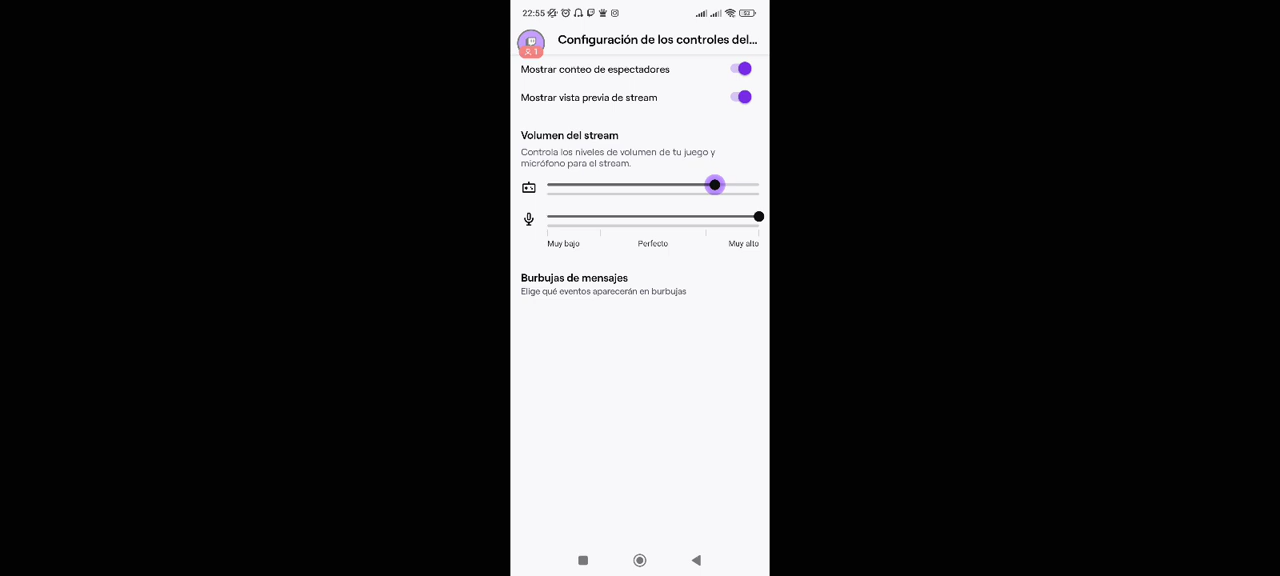 22:55
93
1
Configuración de los controles del...
Mostrar conteo de espectadores
Mostrar vista previa de stream
Volumen del stream
Controla los niveles de volumen de tu juego y
micrófono para el stream.
Muy bajo Perfecto Muy alto
Burbujas de mensajes
Elige qué eventos aparecerán en burbujas